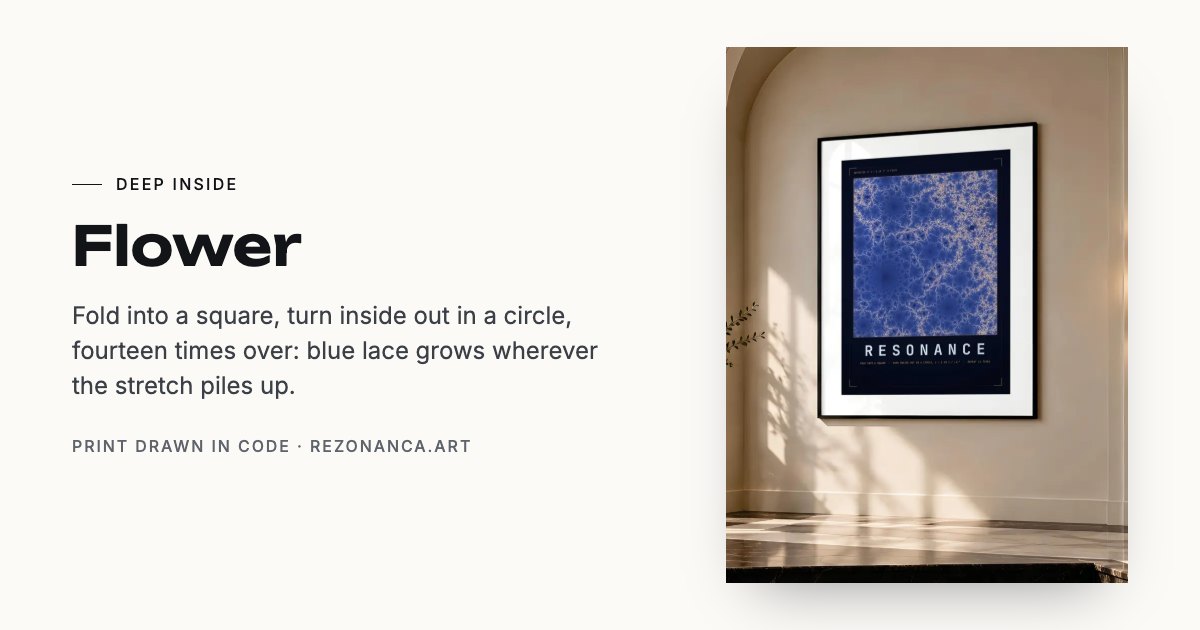 DEEP INSIDE
Flower
Fold into a square, turn inside out in a circle,
fourteen times over: blue lace grows wherever
the stretch piles up.
PRINT DRAWN IN CODE · REZONANCA.ART
RESONANCE